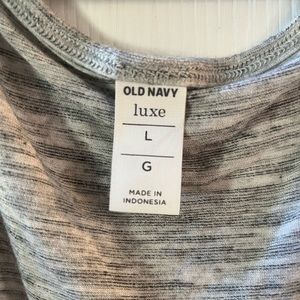 OLD NAVY
luxe
L
G
MADE IN
INDONESIA